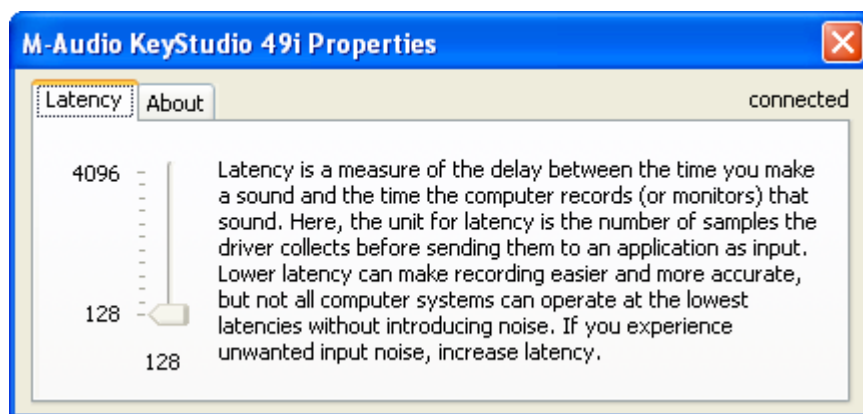 M-Audio KeyStudio 49i Properties
Latency
About
connected
4096
Latency is a measure of the delay between the time you make
a sound and the time the computer records (or monitors) that
sound. Here, the unit for latency is the number of samples the
driver collects before sending them to an application as input.
Lower latency can make recording easier and more accurate,
but not all computer systems can operate at the lowest
latencies without introducing noise. If you experience
unwanted input noise, increase latency.
128
128